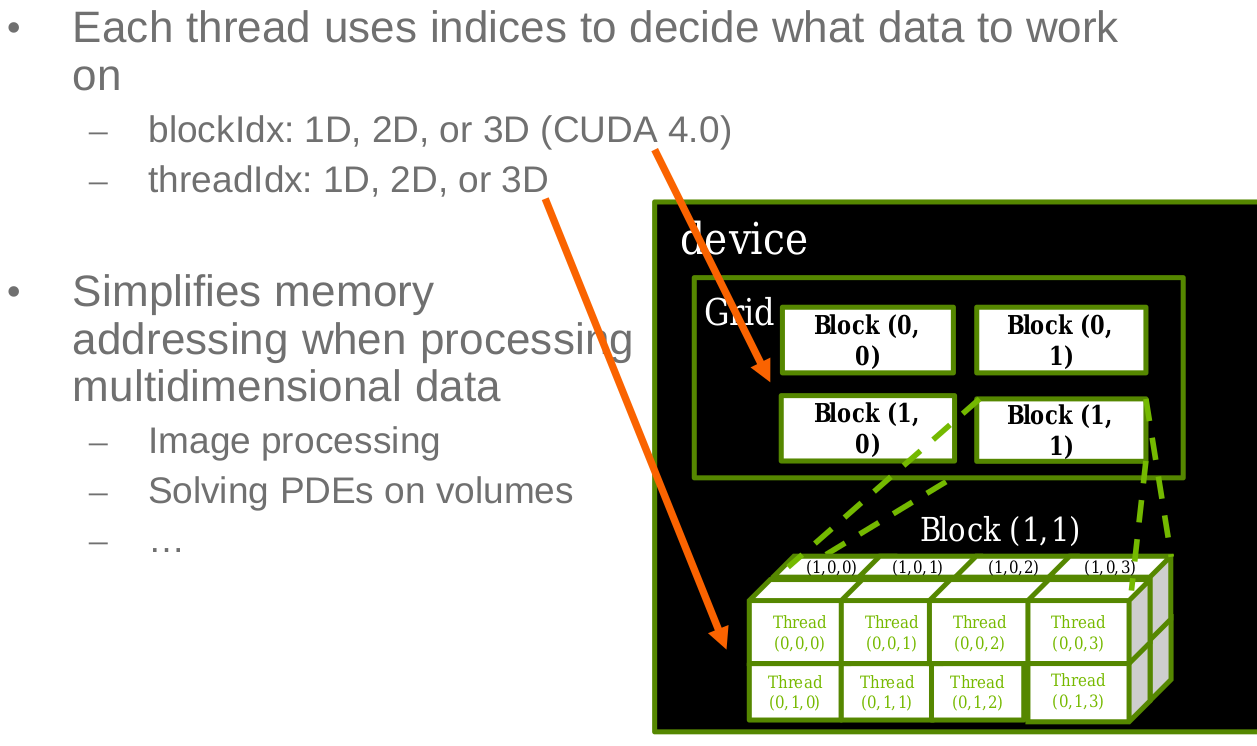 • Each thread uses indices to decide what data to work
on
– blockIdx: 1D, 2D, or 3D (CUDA 4.0)
– threadIdx: 1D, 2D, or 3D
• Simplifies memory
addressing when processing
multidimensional data
– Image processing
– Solving PDEs on volumes
– …
device
Grid
Block (0,
0)
Block (0,
1)
Block (1,
0)
Block (1,
1)
Block (1,1)
(1,0,0) (1,0,1) (1,0,2) (1,0,3)
Thread
(0,0,0)
Thread
(0,0,1)
Thread
(0,0,2)
Thread
(0,0,3)
Thread
(0,1,0)
Thread
(0,1,1)
Thread
(0,1,2)
Thread
(0,1,3)